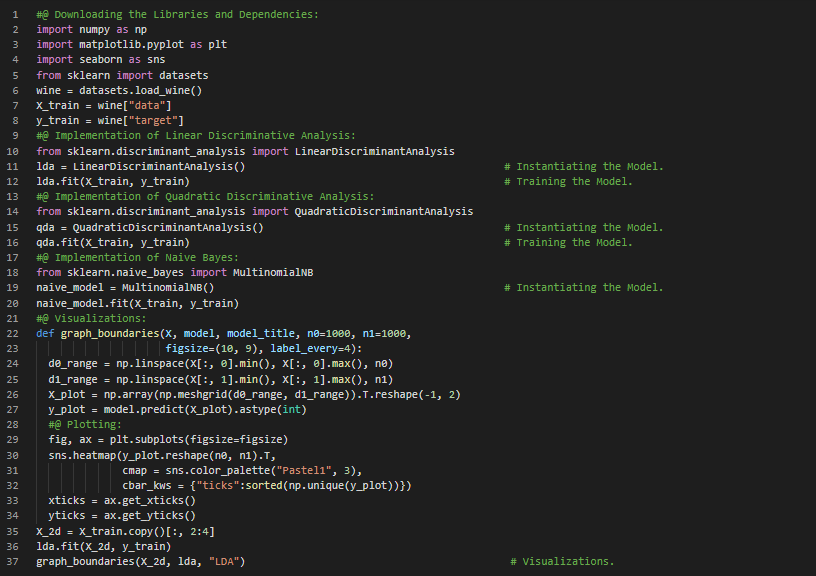 1 #@ Downloading the Libraries and Dependencies:
2 import numpy as np
3 import matplotlib.pyplot as plt
4 import seaborn as sns
5 from sklearn import datasets
6 wine = datasets.load_wine()
7 X_train = wine["data"]
8 y_train = wine["target"]
9 #@ Implementation of Linear Discriminative Analysis:
10 from sklearn.discriminant_analysis import LinearDiscriminantAnalysis
11 lda = LinearDiscriminantAnalysis() # Instantiating the Model.
12 lda.fit(X_train, y_train) # Training the Model.
13 #@ Implementation of Quadratic Discriminative Analysis:
14 from sklearn.discriminant_analysis import QuadraticDiscriminantAnalysis
15 qda = QuadraticDiscriminantAnalysis() # Instantiating the Model.
16 qda.fit(X_train, y_train) # Training the Model.
17 #@ Implementation of Naive Bayes:
18 from sklearn.naive_bayes import MultinomialNB
19 naive_model = MultinomialNB() # Instantiating the Model.
20 naive_model.fit(X_train, y_train)
21 #@ Visualizations:
22 def graph_boundaries(X, model, model_title, n0=1000, n1=1000,
23 figsize=(10, 9), label_every=4):
24 d0_range = np.linspace(X[:, 0].min(), X[:, 0].max(), n0)
25 d1_range = np.linspace(X[:, 1].min(), X[:, 1].max(), n1)
26 X_plot = np.array(np.meshgrid(d0_range, d1_range)).T.reshape(-1, 2)
27 y_plot = model.predict(X_plot).astype(int)
28 #@ Plotting:
29 fig, ax = plt.subplots(figsize=figsize)
30 sns.heatmap(y_plot.reshape(n0, n1).T,
31 cmap = sns.color_palette("Pastel1", 3),
32 cbar_kws = {"ticks":sorted(np.unique(y_plot))})
33 xticks = ax.get_xticks()
34 yticks = ax.get_yticks()
35 X_2d = X_train.copy()[:, 2:4]
36 lda.fit(X_2d, y_train)
37 graph_boundaries(X_2d, lda, "LDA") # Visualizations.